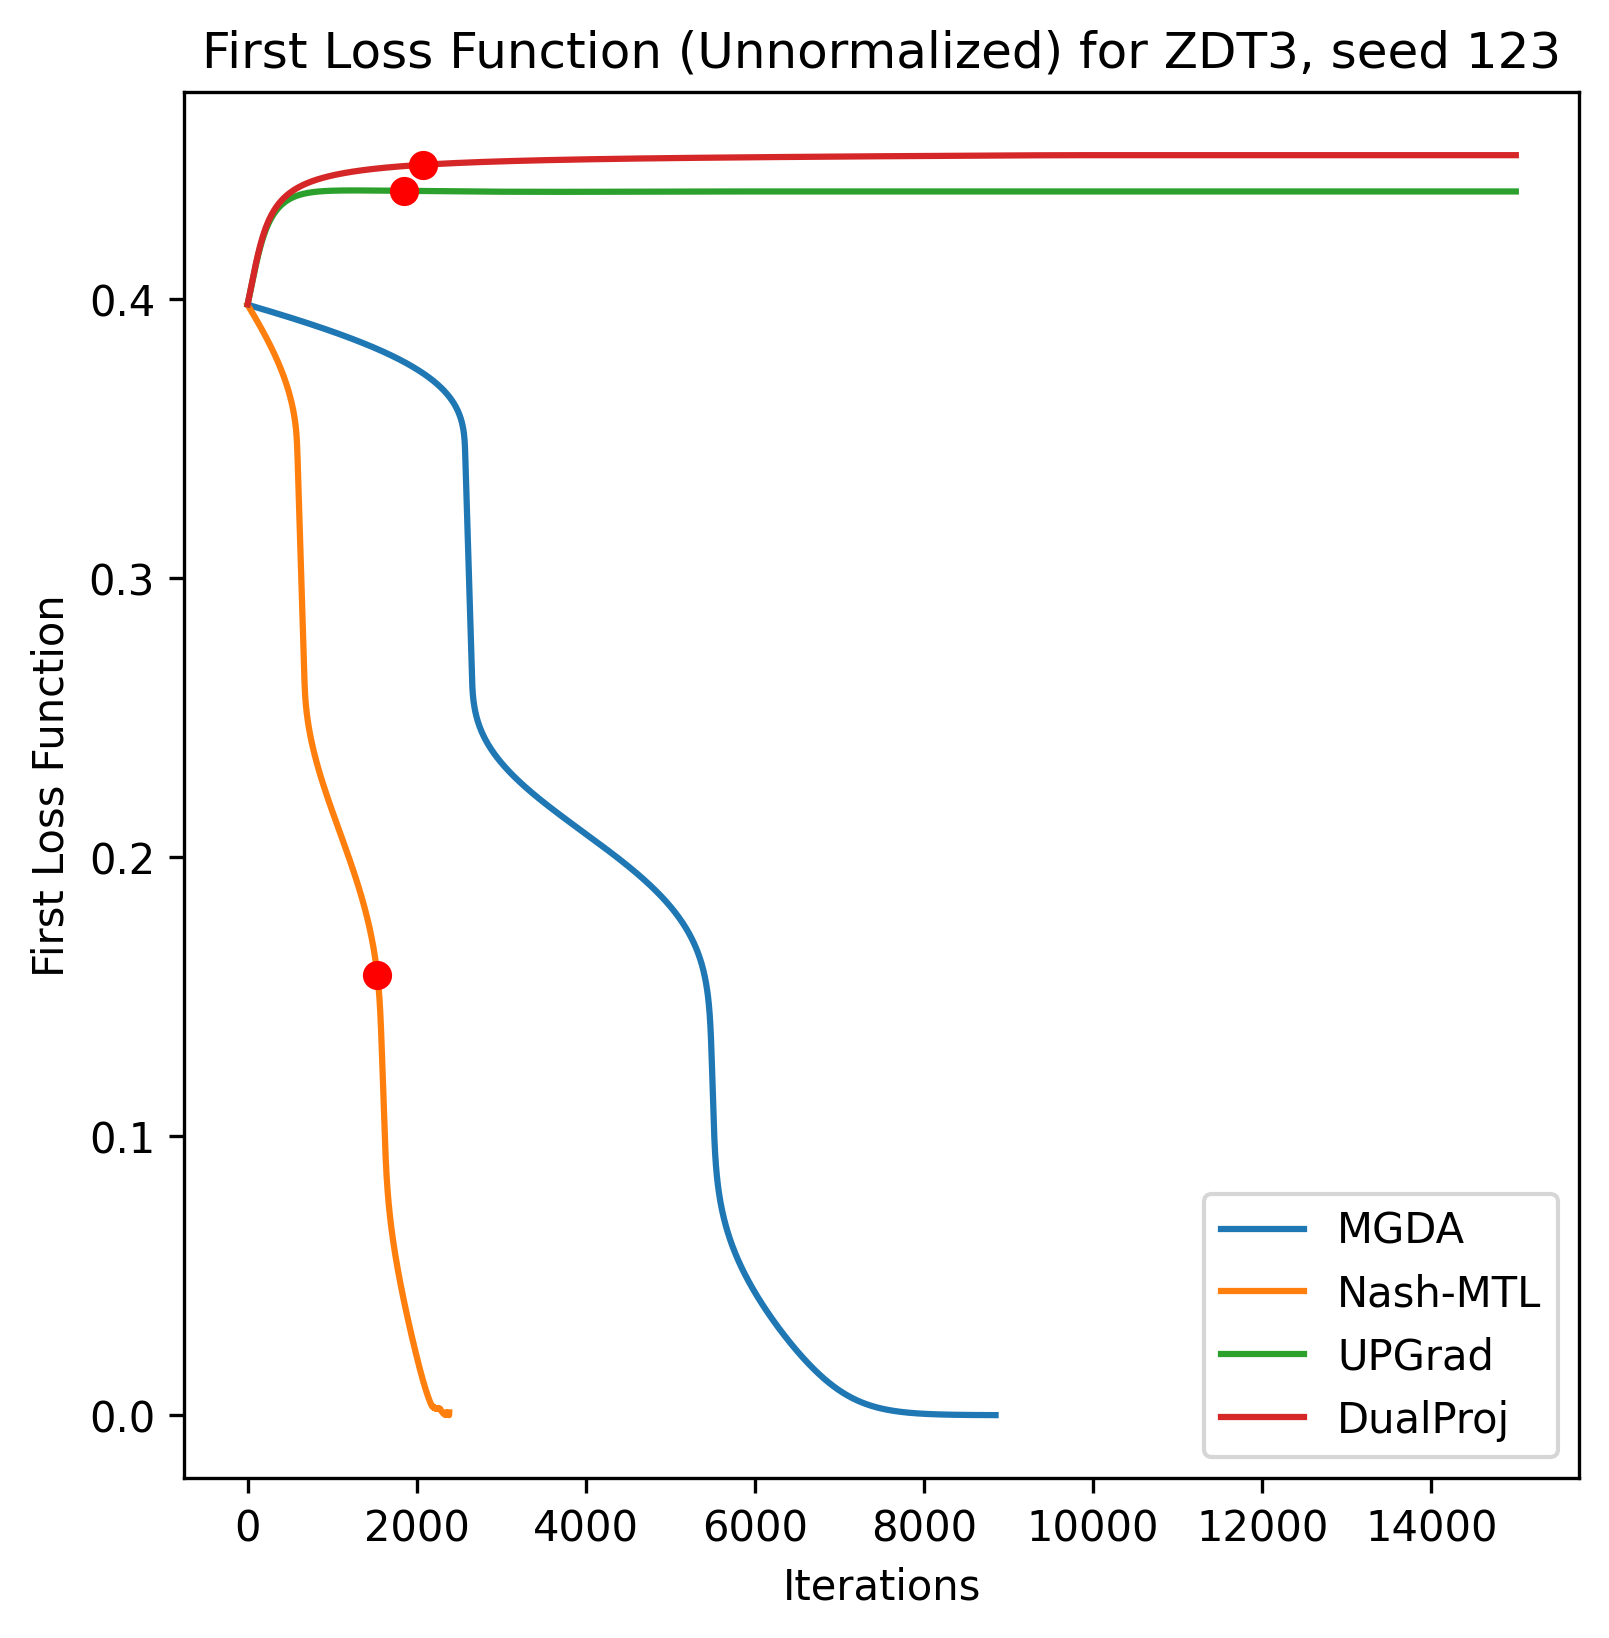 First Loss Function (Unnormalized) for ZDT3, seed 123
First Loss Function
0.4
0.3
0.2
0.1
0.0
0 2000 4000 6000 8000 10000 12000 14000
Iterations
MGDA
Nash-MTL
UPGrad
DualProj